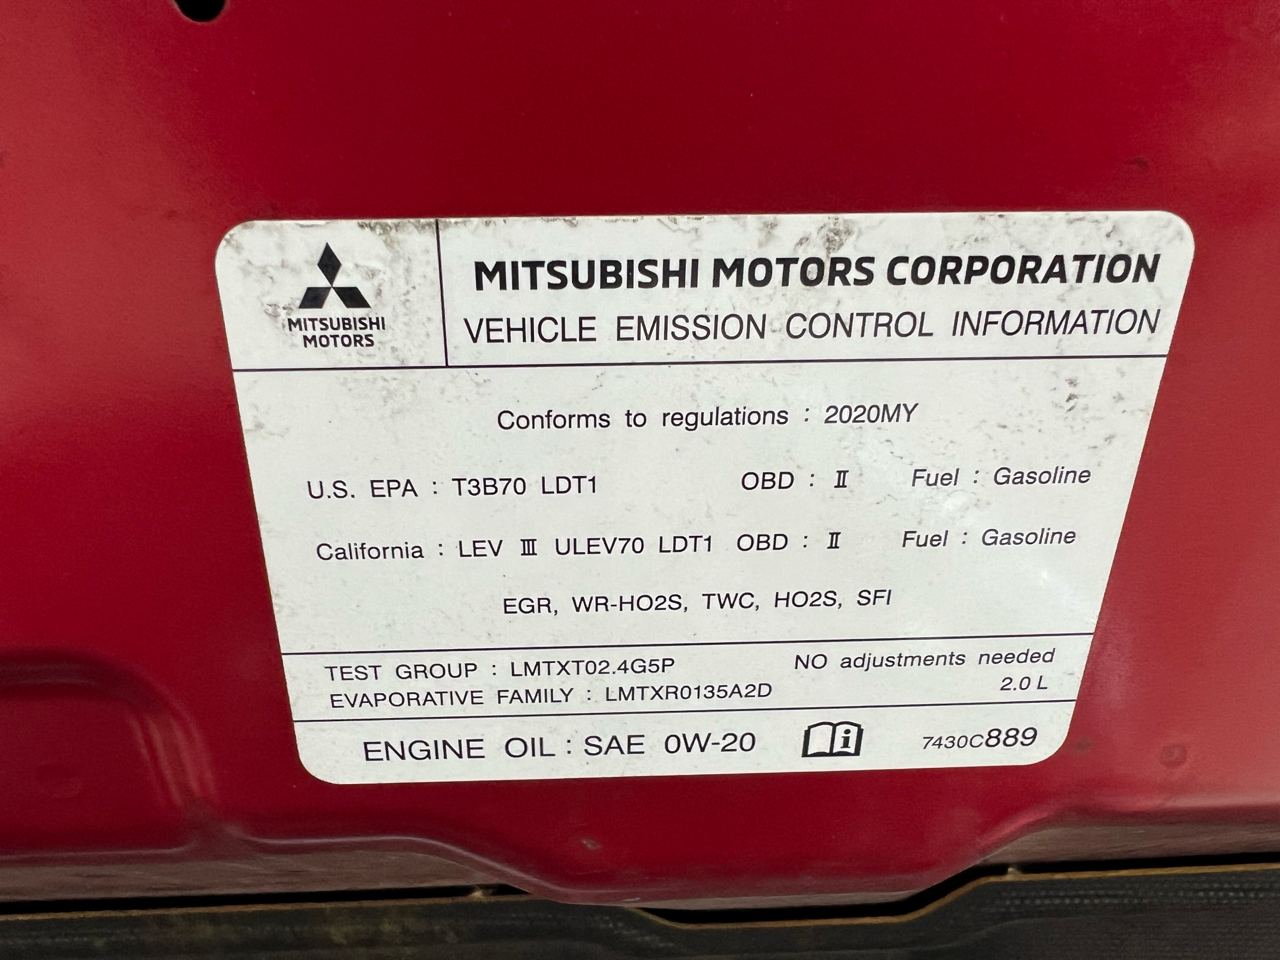 MITSUBISHI
MOTORS
MITSUBISHI MOTORS CORPORATION
VEHICLE EMISSION CONTROL INFORMATION
Conforms to regulations : 2020MY
U.S. EPA : T3B70 LDT1 OBD : Ⅱ Fuel : Gasoline
California : LEV Ⅲ ULEV70 LDT1 OBD : Ⅱ Fuel : Gasoline
EGR, WR-HO2S, TWC, HO2S, SFI
TEST GROUP : LMTXT02.4G5P NO adjustments needed
EVAPORATIVE FAMILY : LMTXR0135A2D 2.0 L
ENGINE OIL : SAE 0W-20 7430C889